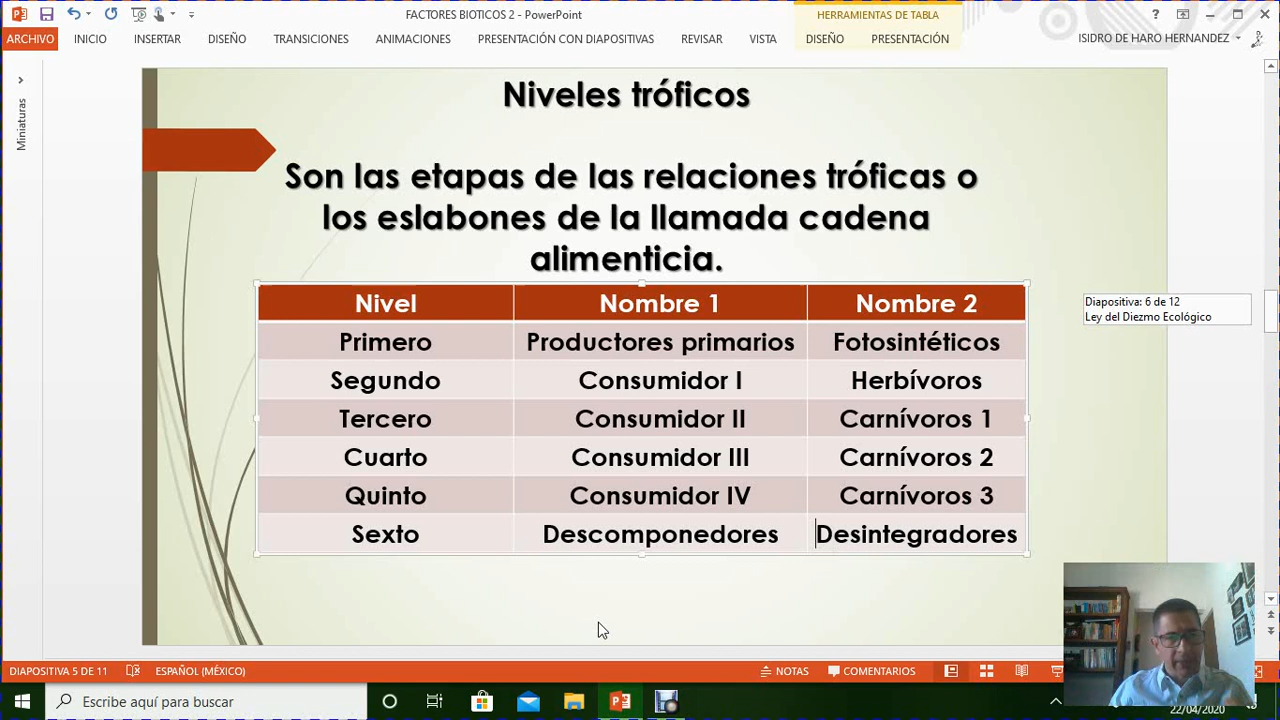 FACTORES BIOTICOS 2 - PowerPoint
HERRAMIENTAS DE TABLA
ARCHIVO INICIO INSERTAR DISEÑO TRANSICIONES ANIMACIONES PRESENTACIÓN CON DIAPOSITIVAS REVISAR VISTA DISEÑO PRESENTACIÓN ISIDRO DE HARO HERNANDEZ
Miniaturas
Niveles tróficos
Son las etapas de las relaciones tróficas o
los eslabones de la llamada cadena
alimenticia.
Nivel Nombre 1 Nombre 2
Primero Productores primarios Fotosintéticos
Segundo Consumidor I Herbívoros
Tercero Consumidor II Carnívoros 1
Cuarto Consumidor III Carnívoros 2
Quinto Consumidor IV Carnívoros 3
Sexto Descomponedores Desintegradores
Diapositiva: 6 de 12
Ley del Diezmo Ecológico
DIAPOSITIVA 5 DE 11 ESPAÑOL (MÉXICO) NOTAS COMENTARIOS
Escribe aquí para buscar
22/04/2020